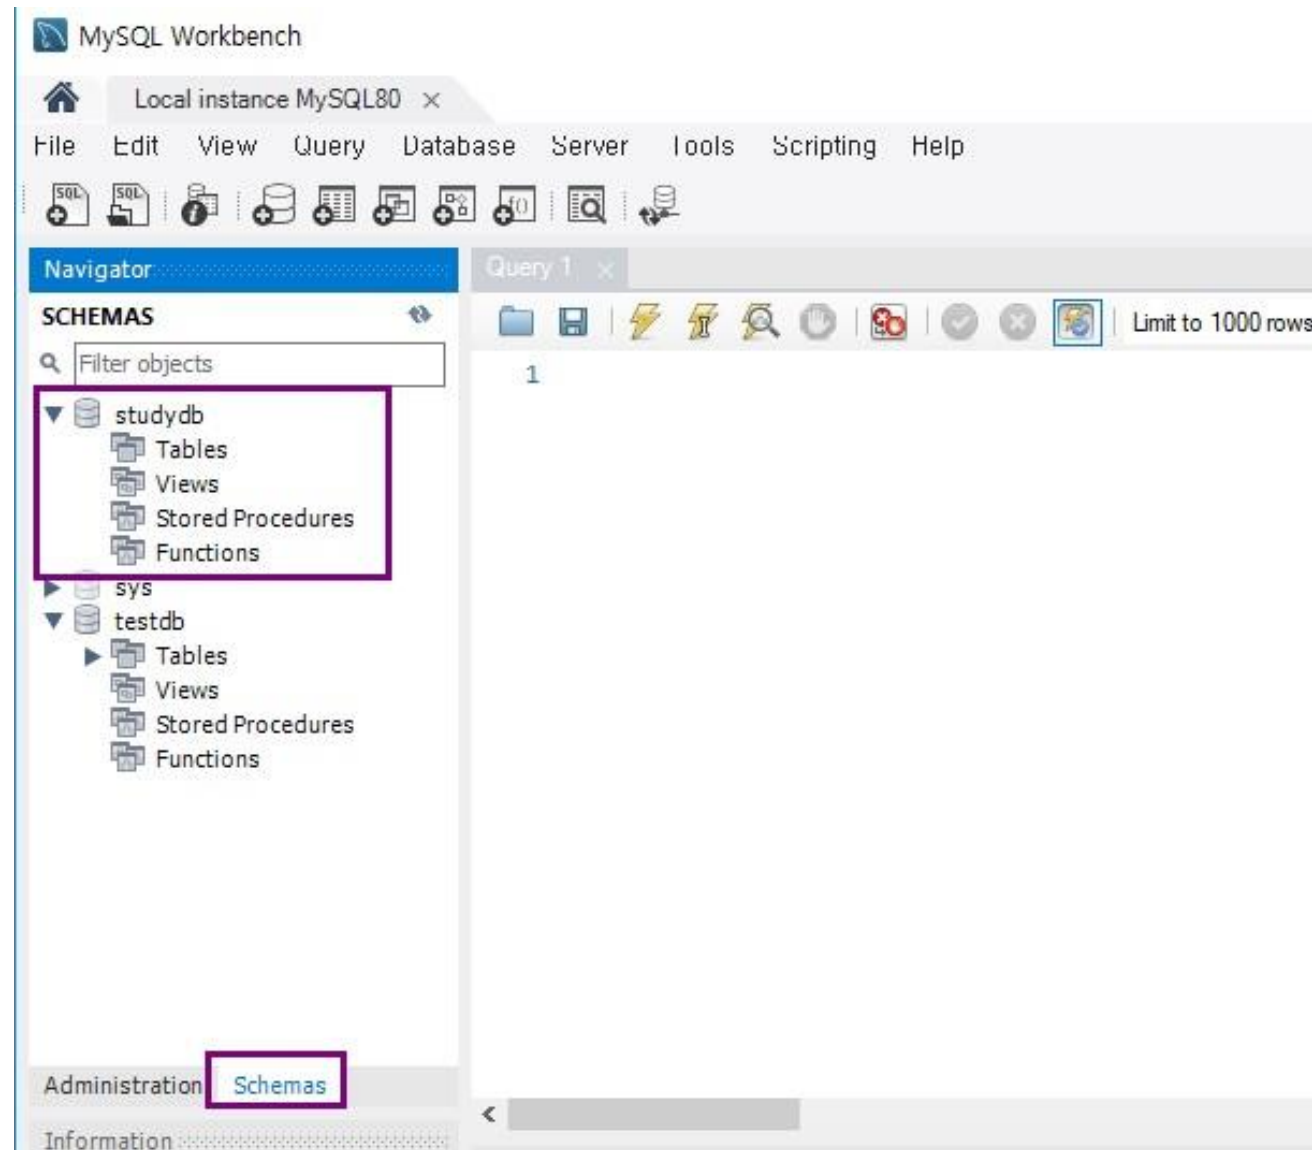 MySQL Workbench
Local instance MySQL80 ×
File Edit View Query Database Server Tools Scripting Help
SQL SQL f()
Navigator
Query 1 ×
SCHEMAS
Limit to 1000 rows
Filter objects
1
studydb
Tables
Views
Stored Procedures
Functions
sys
testdb
Tables
Views
Stored Procedures
Functions
Administration Schemas
Information